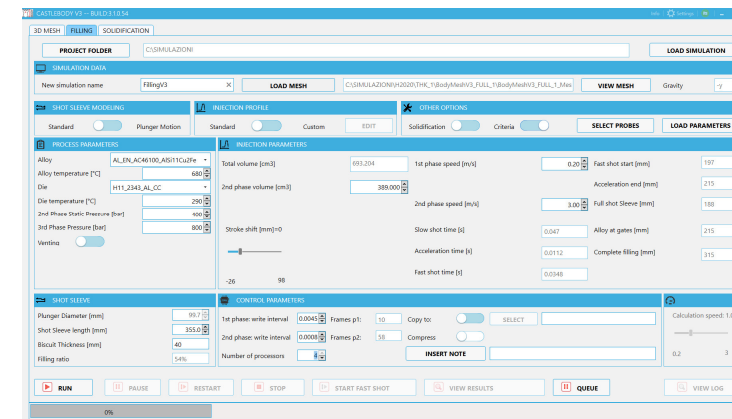 CASTLEBODY V3 -- BUILD:3.1.0.54
Settings
3D MESH FILLING SOLIDIFICATION
PROJECT FOLDER C:\SIMULAZIONI LOAD SIMULATION
SIMULATION DATA
New simulation name FillingV3 X LOAD MESH C:\SIMULAZIONI\H2020\THK_1\BodyMeshV3_FULL_1\BodyMeshV3_FULL_1_Mes VIEW MESH Gravity -y
SHOT SLEEVE MODELING INJECTION PROFILE OTHER OPTIONS
Standard Plunger Motion Standard Custom EDIT Solidification Criteria SELECT PROBES LOAD PARAMETERS
PROCESS PARAMETERS INJECTION PARAMETERS
Alloy AL_EN_AC46100_AlSi11Cu2Fe Total volume [cm3] 693.204 1st phase speed [m/s] 0.20 Fast shot start [mm] 197
Alloy temperature [°C] 680
Die H11_2343_AL_CC 2nd phase volume [cm3] 389.000 Acceleration end [mm] 215
Die temperature [°C] 290 2nd phase speed [m/s] 3.00 Full shot Sleeve [mm] 188
2nd Phase Static Pressure [bar] 400
3rd Phase Pressure [bar] 800 Stroke shift [mm]=0 Slow shot time [s] 0.047 Alloy at gates [mm] 215
Venting
Acceleration time [s] 0.0112 Complete filling [mm] 315
Fast shot time [s] 0.0348
-26 98
SHOT SLEEVE CONTROL PARAMETERS
Plunger Diameter [mm] 99.7 1st phase: write interval 0.0045 Frames p1: 10 Copy to: SELECT Calculation speed: 1.
Shot Sleeve length [mm] 355.0
Biscuit Thickness [mm] 40 2nd phase: write interval 0.0008 Frames p2: 58 Compress
Filling ratio 54% Number of processors 4 INSERT NOTE 0.2 3
RUN PAUSE RESTART STOP START FAST SHOT VIEW RESULTS QUEUE VIEW LOG
0%